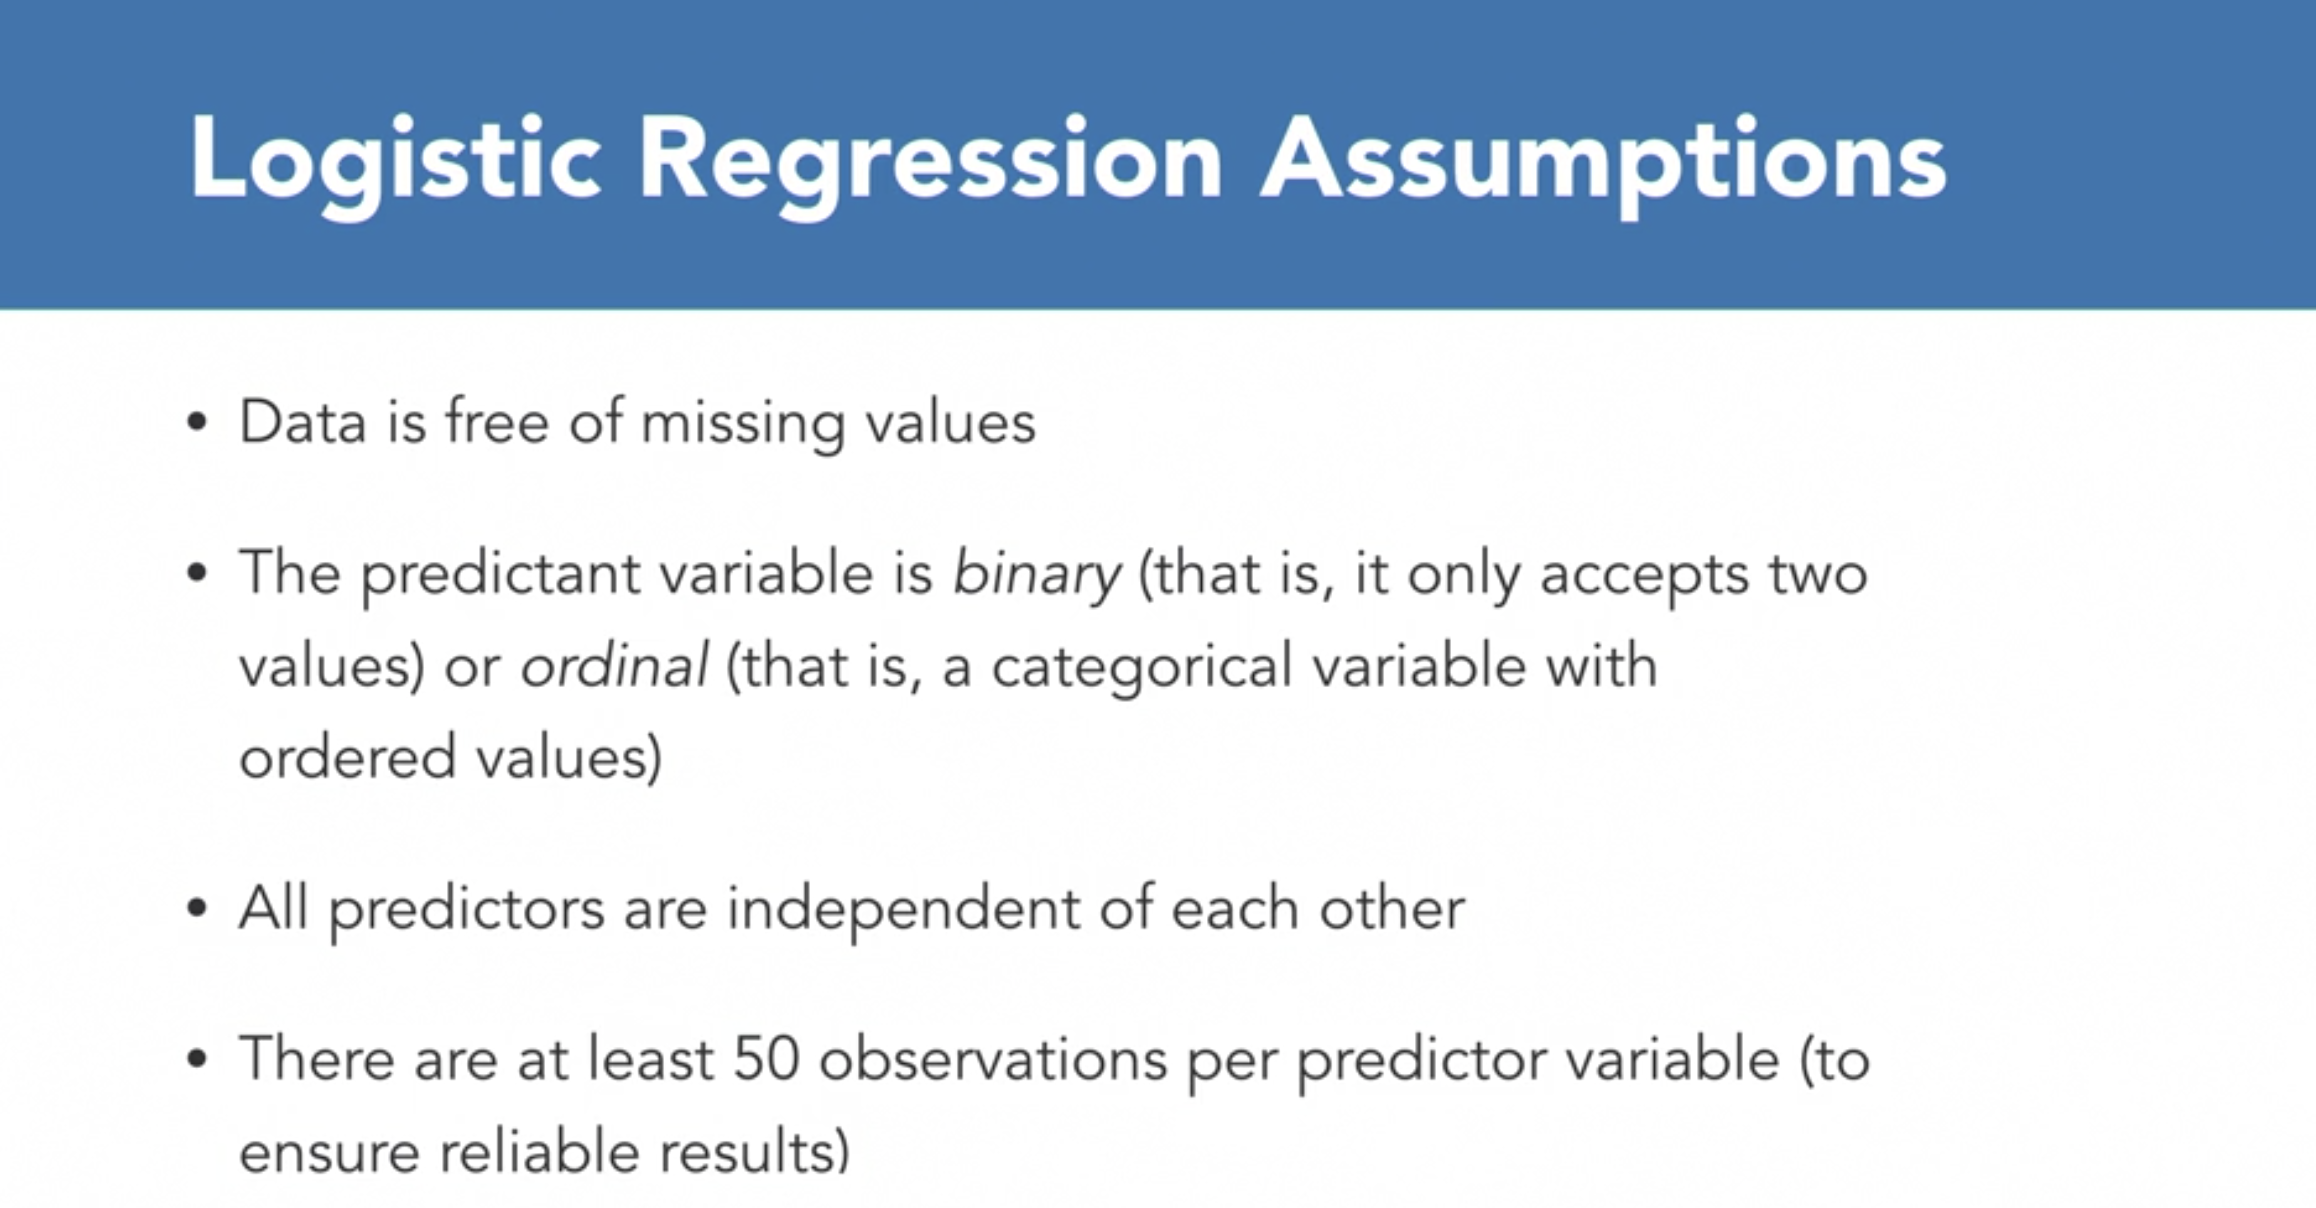 Logistic Regression Assumptions
• Data is free of missing values
• The predictant variable is binary (that is, it only accepts two
values) or ordinal (that is, a categorical variable with
ordered values)
• All predictors are independent of each other
• There are at least 50 observations per predictor variable (to
ensure reliable results)